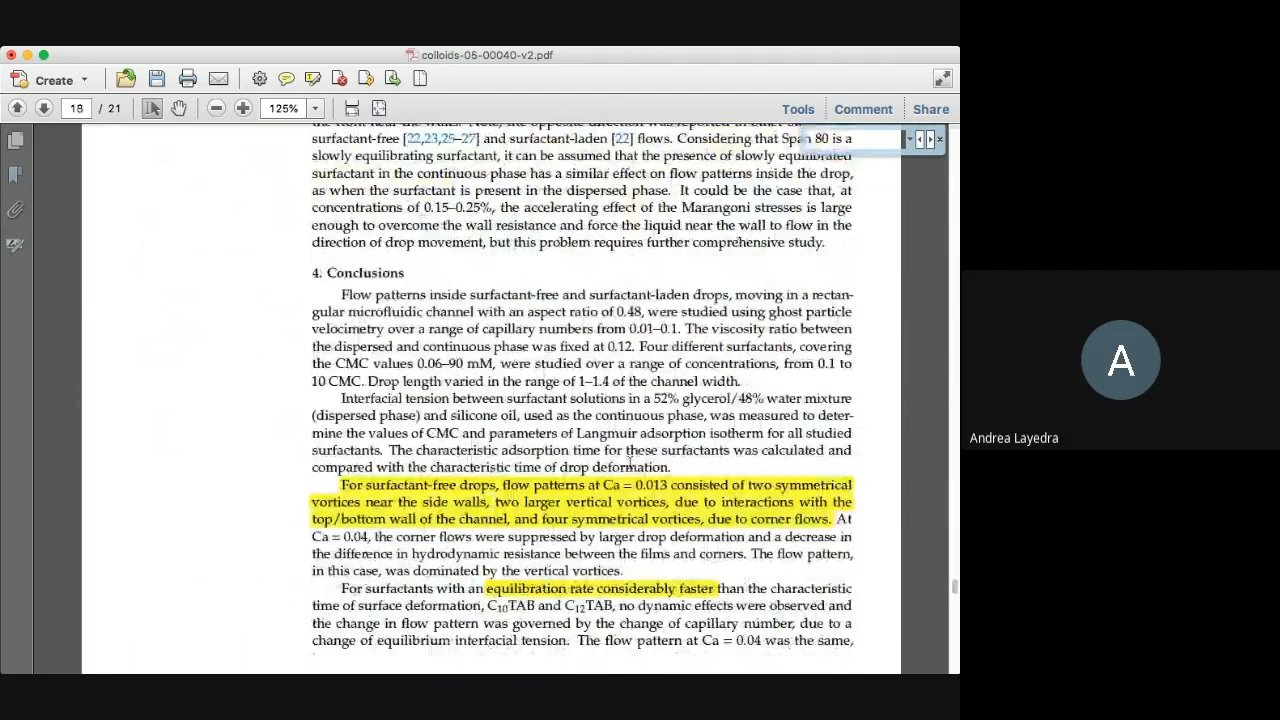 colloids-05-00040-v2.pdf
Create
18 / 21
125%
Tools
Comment
Share
surfactant-free [22,23,25–27] and surfactant-laden [22] flows. Considering that Span 80 is a
slowly equilibrating surfactant, it can be assumed that the presence of slowly equilibrated
surfactant in the continuous phase has a similar effect on flow patterns inside the drop,
as when the surfactant is present in the dispersed phase. It could be the case that, at
concentrations of 0.15–0.25%, the accelerating effect of the Marangoni stresses is large
enough to overcome the wall resistance and force the liquid near the wall to flow in the
direction of drop movement, but this problem requires further comprehensive study.
4. Conclusions
Flow patterns inside surfactant-free and surfactant-laden drops, moving in a rectan-
gular microfluidic channel with an aspect ratio of 0.48, were studied using ghost particle
velocimetry over a range of capillary numbers from 0.01–0.1. The viscosity ratio between
the dispersed and continuous phase was fixed at 0.12. Four different surfactants, covering
the CMC values 0.06–90 mM, were studied over a range of concentrations, from 0.1 to
10 CMC. Drop length varied in the range of 1–1.4 of the channel width.
Interfacial tension between surfactant solutions in a 52% glycerol/48% water mixture
(dispersed phase) and silicone oil, used as the continuous phase, was measured to deter-
mine the values of CMC and parameters of Langmuir adsorption isotherm for all studied
surfactants. The characteristic adsorption time for these surfactants was calculated and
compared with the characteristic time of drop deformation.
For surfactant-free drops, flow patterns at Ca = 0.013 consisted of two symmetrical
vortices near the side walls, two larger vertical vortices, due to interactions with the
top/bottom wall of the channel, and four symmetrical vortices, due to corner flows. At
Ca = 0.04, the corner flows were suppressed by larger drop deformation and a decrease in
the difference in hydrodynamic resistance between the films and corners. The flow pattern,
in this case, was dominated by the vertical vortices.
For surfactants with an equilibration rate considerably faster than the characteristic
time of surface deformation, C10TAB and C12TAB, no dynamic effects were observed and
the change in flow pattern was governed by the change of capillary number, due to a
change of equilibrium interfacial tension. The flow pattern at Ca = 0.04 was the same,
A
Andrea Layedra